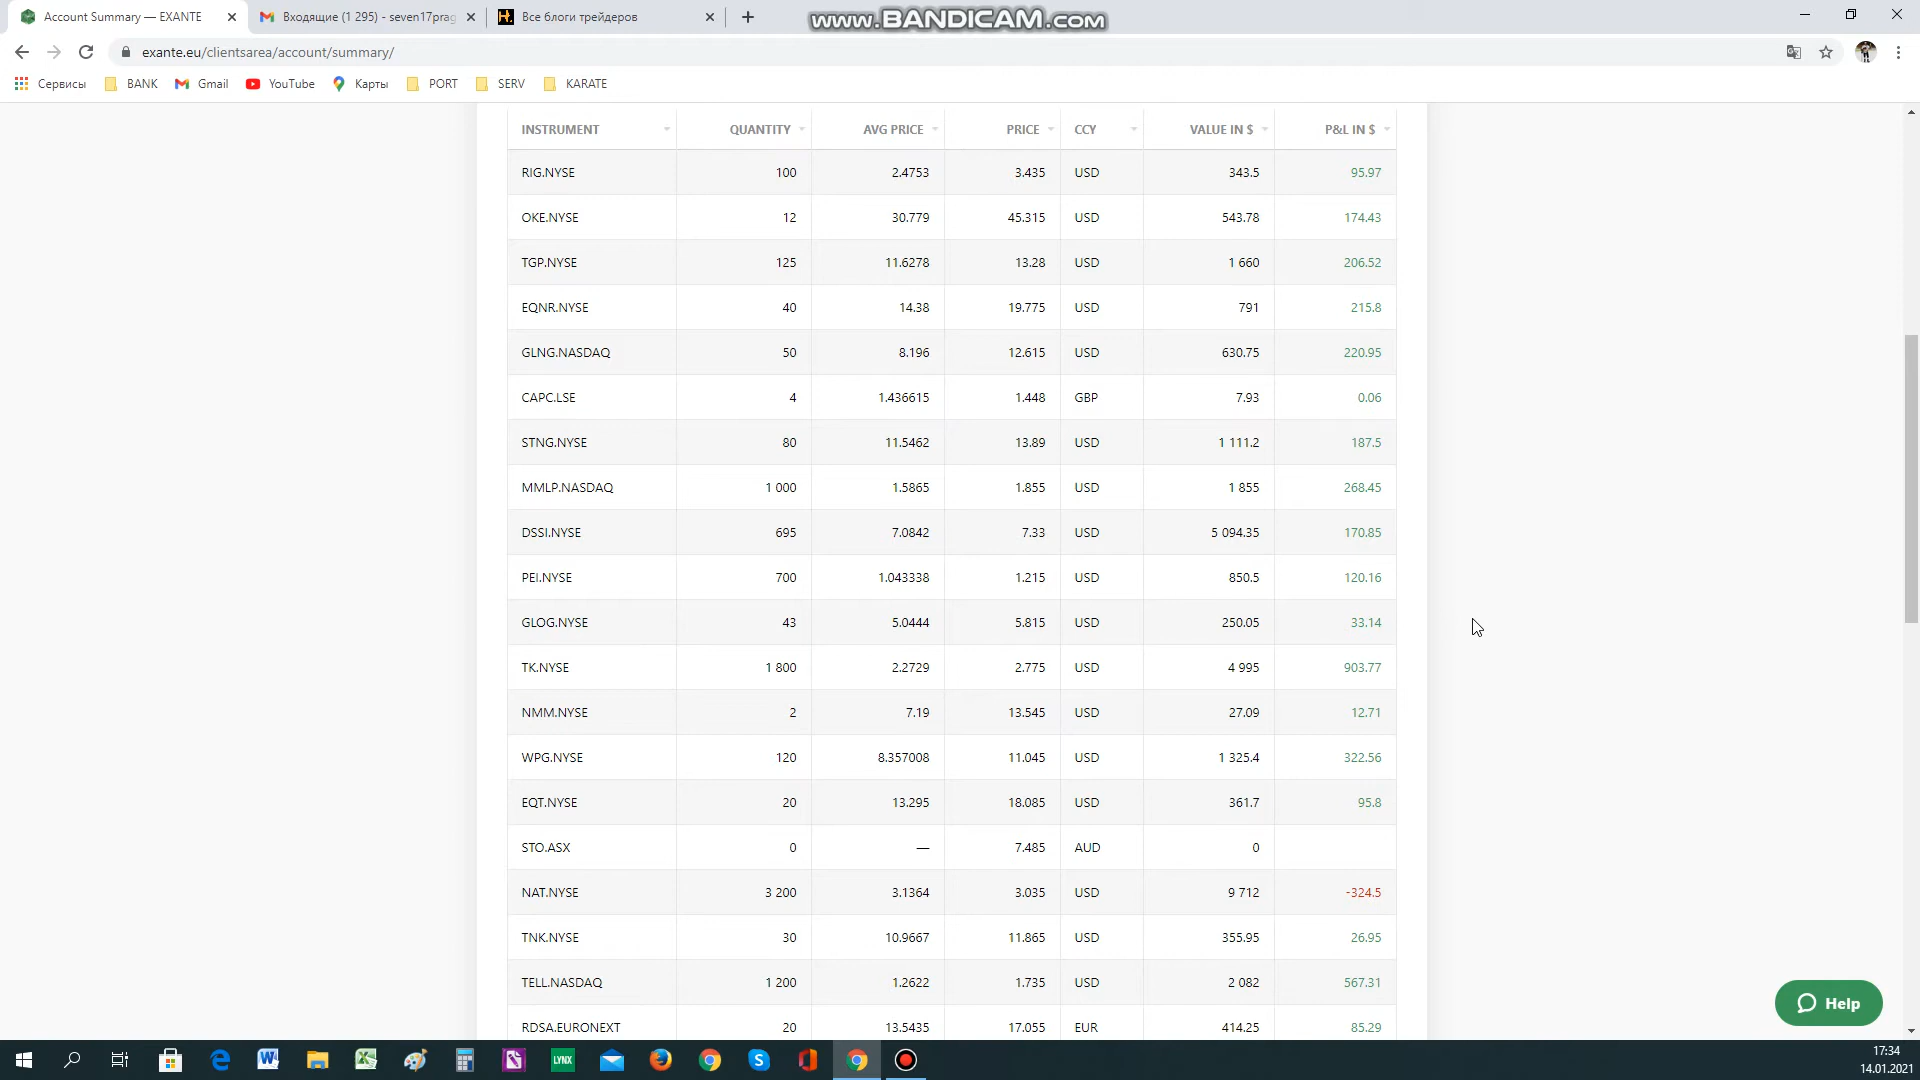 Account Summary — EXANTE
Входящие (1 295) - seven17prag
Все блоги трейдеров
www.BANDICAM.com
exante.eu/clientsarea/account/summary/
Сервисы BANK Gmail YouTube Карты PORT SERV KARATE
INSTRUMENT QUANTITY AVG PRICE PRICE CCY VALUE IN $ P&L IN $
RIG.NYSE 100 2.4753 3.435 USD 343.5 95.97
OKE.NYSE 12 30.779 45.315 USD 543.78 174.43
TGP.NYSE 125 11.6278 13.28 USD 1 660 206.52
EQNR.NYSE 40 14.38 19.775 USD 791 215.8
GLNG.NASDAQ 50 8.196 12.615 USD 630.75 220.95
CAPC.LSE 4 1.436615 1.448 GBP 7.93 0.06
STNG.NYSE 80 11.5462 13.89 USD 1 111.2 187.5
MMLP.NASDAQ 1 000 1.5865 1.855 USD 1 855 268.45
DSSI.NYSE 695 7.0842 7.33 USD 5 094.35 170.85
PEI.NYSE 700 1.043338 1.215 USD 850.5 120.16
GLOG.NYSE 43 5.0444 5.815 USD 250.05 33.14
TK.NYSE 1 800 2.2729 2.775 USD 4 995 903.77
NMM.NYSE 2 7.19 13.545 USD 27.09 12.71
WPG.NYSE 120 8.357008 11.045 USD 1 325.4 322.56
EQT.NYSE 20 13.295 18.085 USD 361.7 95.8
STO.ASX 0 — 7.485 AUD 0
NAT.NYSE 3 200 3.1364 3.035 USD 9 712 -324.5
TNK.NYSE 30 10.9667 11.865 USD 355.95 26.95
TELL.NASDAQ 1 200 1.2622 1.735 USD 2 082 567.31
RDSA.EURONEXT 20 13.5435 17.055 EUR 414.25 85.29
Help
LYNX
17:34
14.01.2021